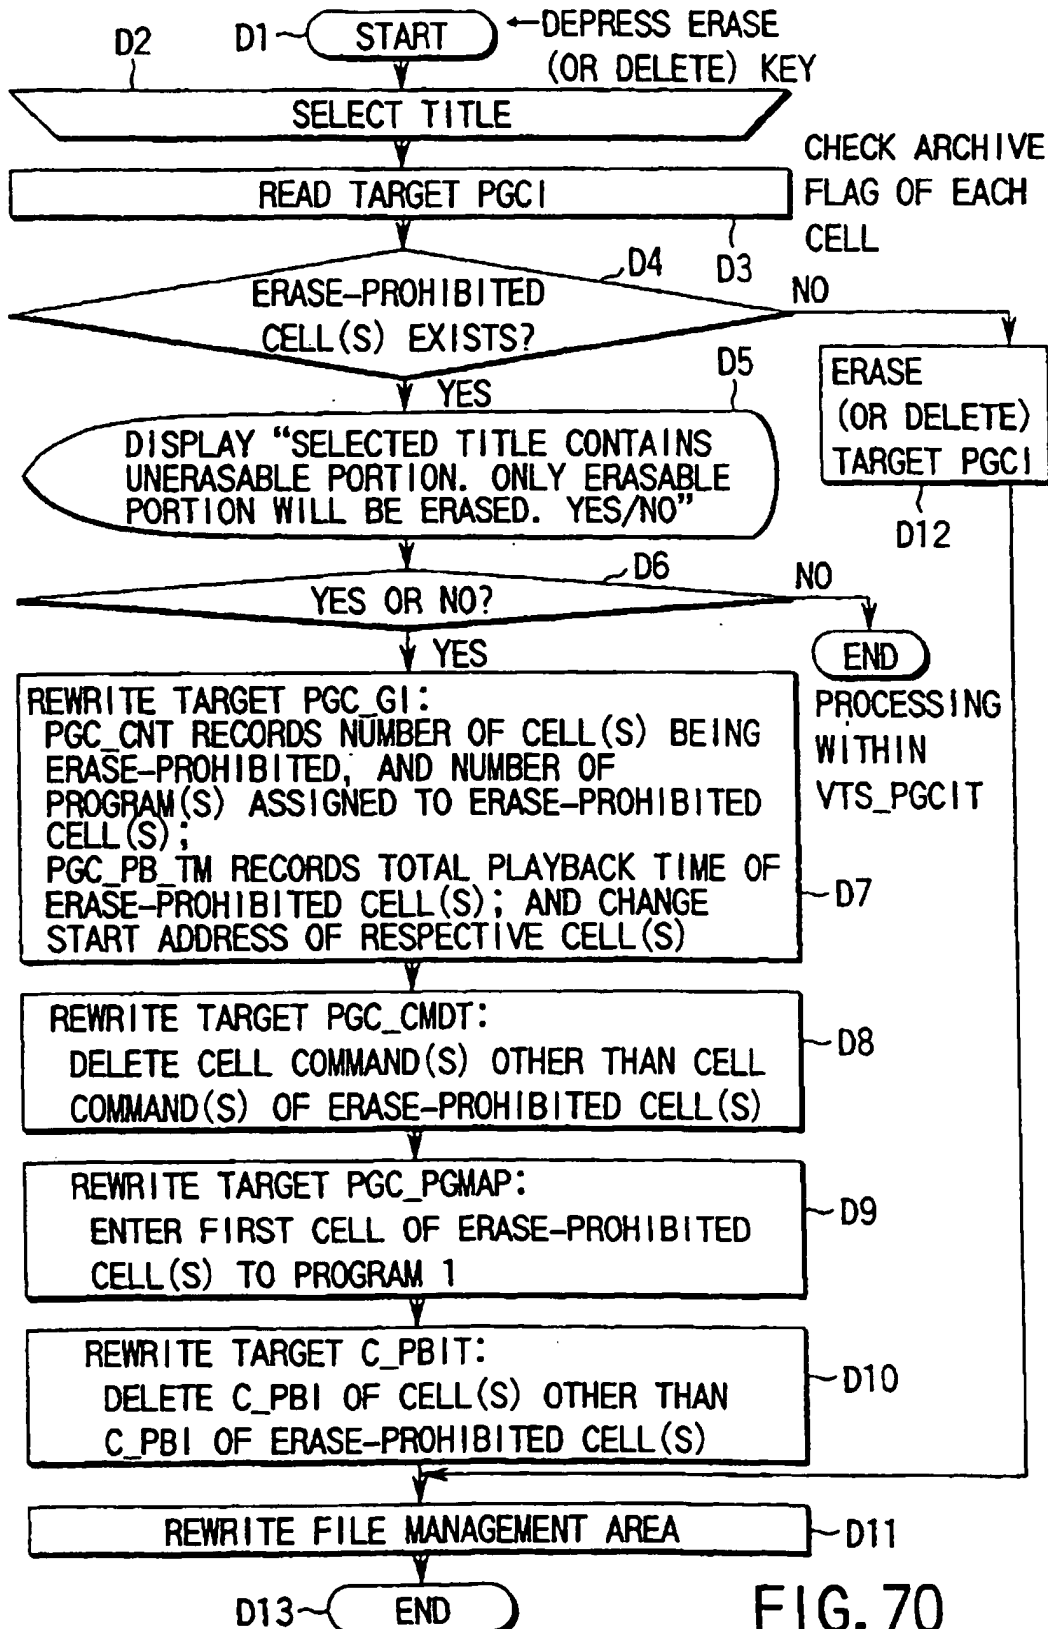 D1
START
←DEPRESS ERASE
(OR DELETE) KEY
D2
SELECT TITLE
READ TARGET PGCI
D3
CHECK ARCHIVE
FLAG OF EACH
CELL
D4
ERASE-PROHIBITED
CELL(S) EXISTS?
NO
YES
ERASE
(OR DELETE)
TARGET PGCI
D12
D5
DISPLAY “SELECTED TITLE CONTAINS
UNERASABLE PORTION. ONLY ERASABLE
PORTION WILL BE ERASED. YES/NO”
D6
YES OR NO?
NO
YES
END
PROCESSING
WITHIN
VTS_PGCIT
REWRITE TARGET PGC_GI:
PGC_CNT RECORDS NUMBER OF CELL(S) BEING
ERASE-PROHIBITED, AND NUMBER OF
PROGRAM(S) ASSIGNED TO ERASE-PROHIBITED
CELL(S);
PGC_PB_TM RECORDS TOTAL PLAYBACK TIME OF
ERASE-PROHIBITED CELL(S); AND CHANGE
START ADDRESS OF RESPECTIVE CELL(S)
D7
REWRITE TARGET PGC_CMDT:
DELETE CELL COMMAND(S) OTHER THAN CELL
COMMAND(S) OF ERASE-PROHIBITED CELL(S)
D8
REWRITE TARGET PGC_PGMAP:
ENTER FIRST CELL OF ERASE-PROHIBITED
CELL(S) TO PROGRAM 1
D9
REWRITE TARGET C_PBIT:
DELETE C_PBI OF CELL(S) OTHER THAN
C_PBI OF ERASE-PROHIBITED CELL(S)
D10
REWRITE FILE MANAGEMENT AREA
D11
D13
END
FIG. 70